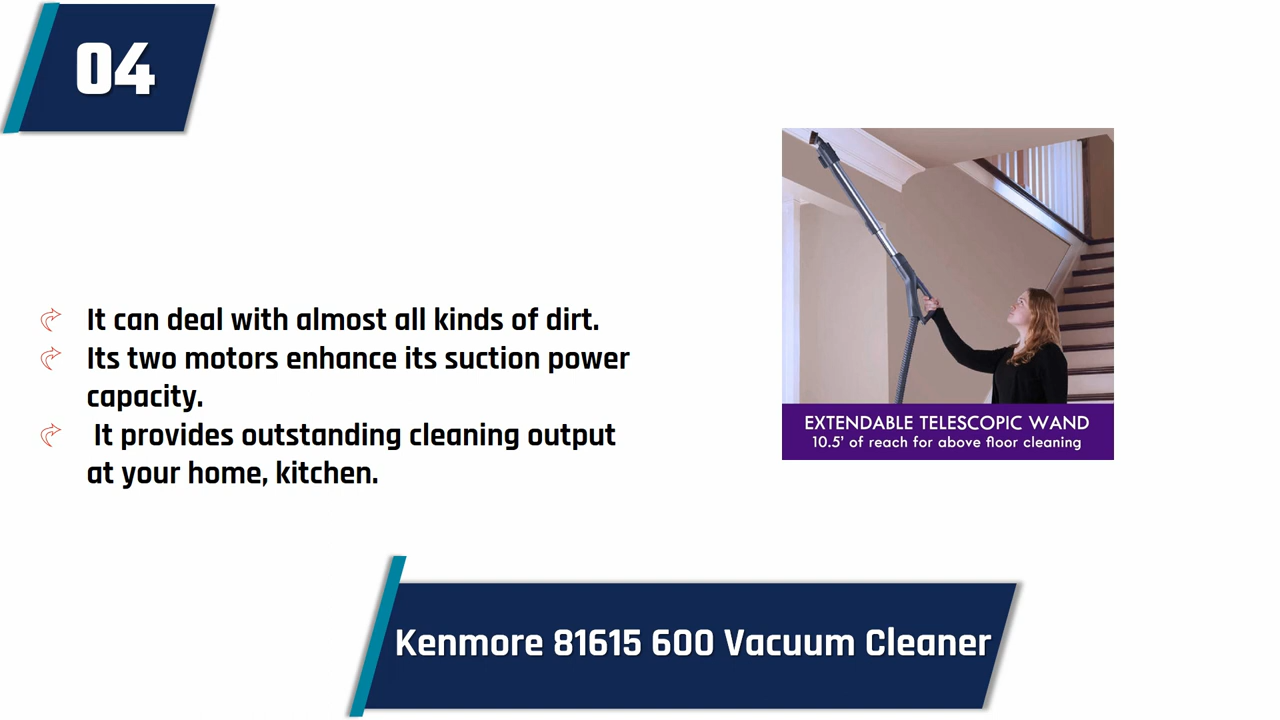 04
It can deal with almost all kinds of dirt.
Its two motors enhance its suction power
capacity.
It provides outstanding cleaning output
at your home, kitchen.
EXTENDABLE TELESCOPIC WAND
10.5' of reach for above floor cleaning
Kenmore 81615 600 Vacuum Cleaner